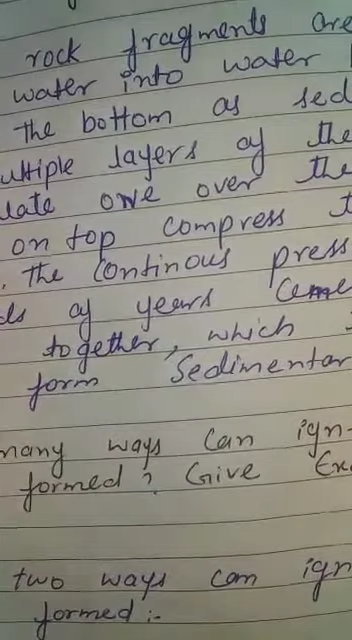 rock fragments are
water into water
the bottom as sed
ultiple layers of the
late one over the
on top compress t
. the Continous press
ds of years Ceme
together, which
form Sedimentar
many ways Can ign-
formed? Give Exa
two ways can ign
formed:-